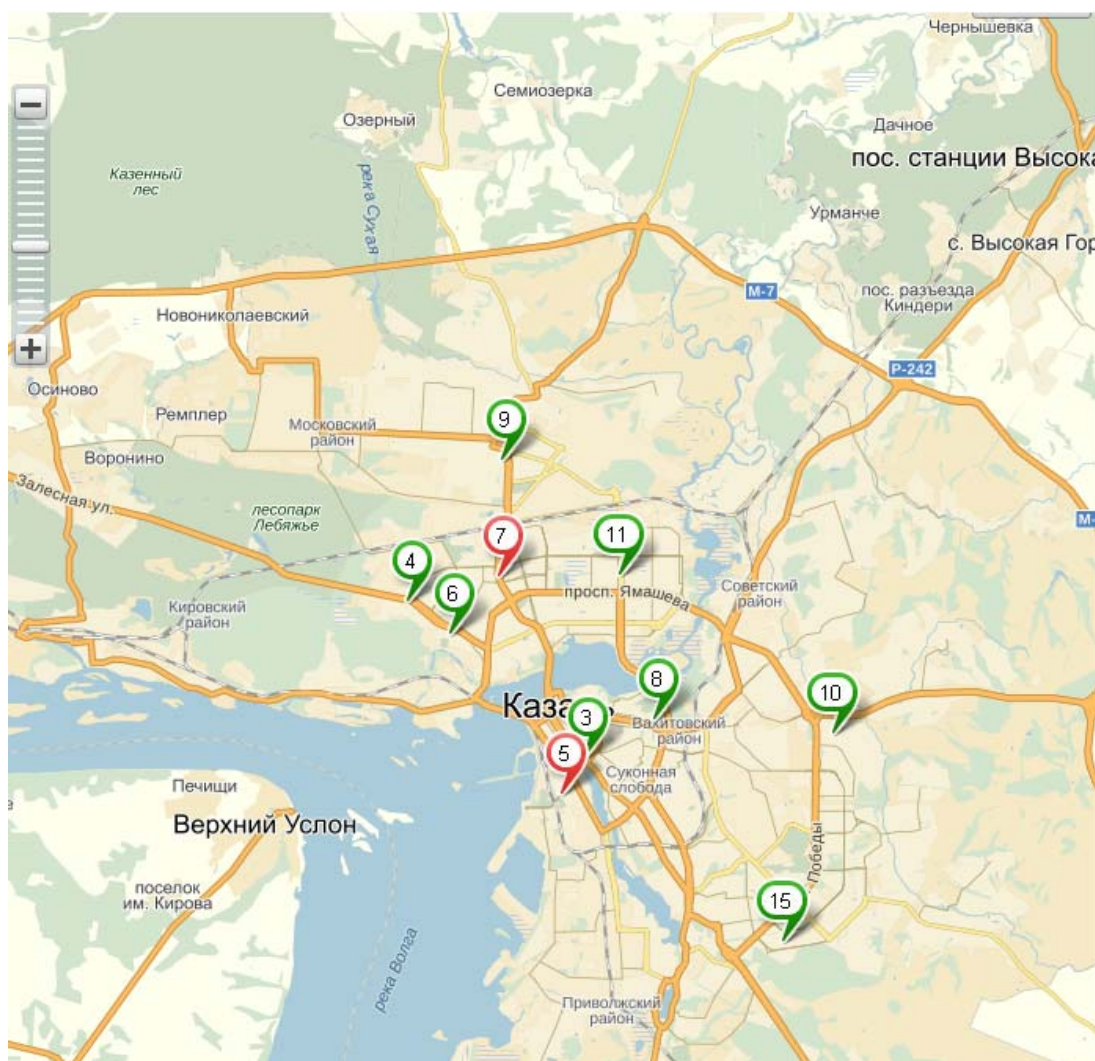 Чернышевка
Семиозерка
Озерный
Дачное
пос. станции Высока
Казенный
лес
река Сухая
Урманче
с. Высокая Гор
пос. разъезда
Киндери
М-7
Новониколаевский
Р-242
Осиново
Ремплер
Московский
район
9
Воронино
Залесная ул.
лесопарк
Лебяжье
М-
7
11
4
6
просп. Ямашева
Советский
район
Кировский
район
8
10
Казань
3
Вахитовский
район
5
Суконная
слобода
Печищи
Верхний Услон
Победы
поселок
им. Кирова
15
река Волга
Приволжский
район